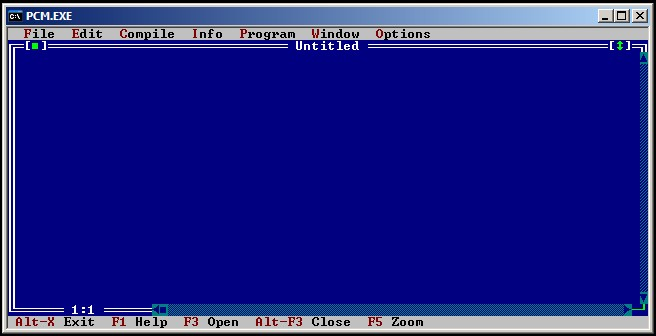 PCM.EXE
File Edit Compile Info Program Window Options
Untitled
1:1
Alt-X Exit F1 Help F3 Open Alt-F3 Close F5 Zoom